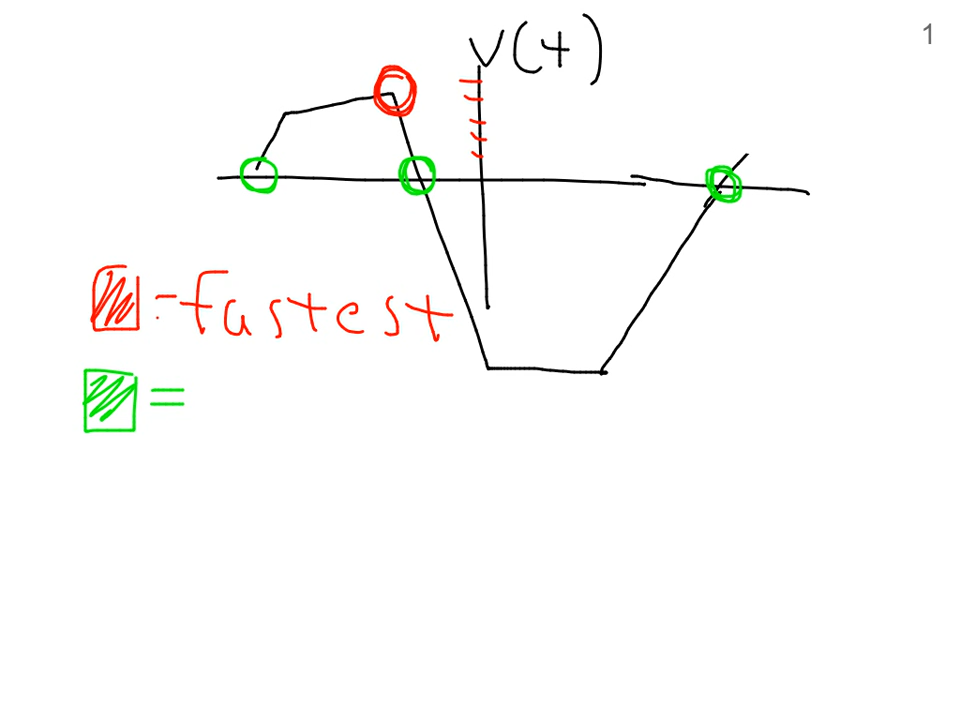 1
V(t)
=fastest
=